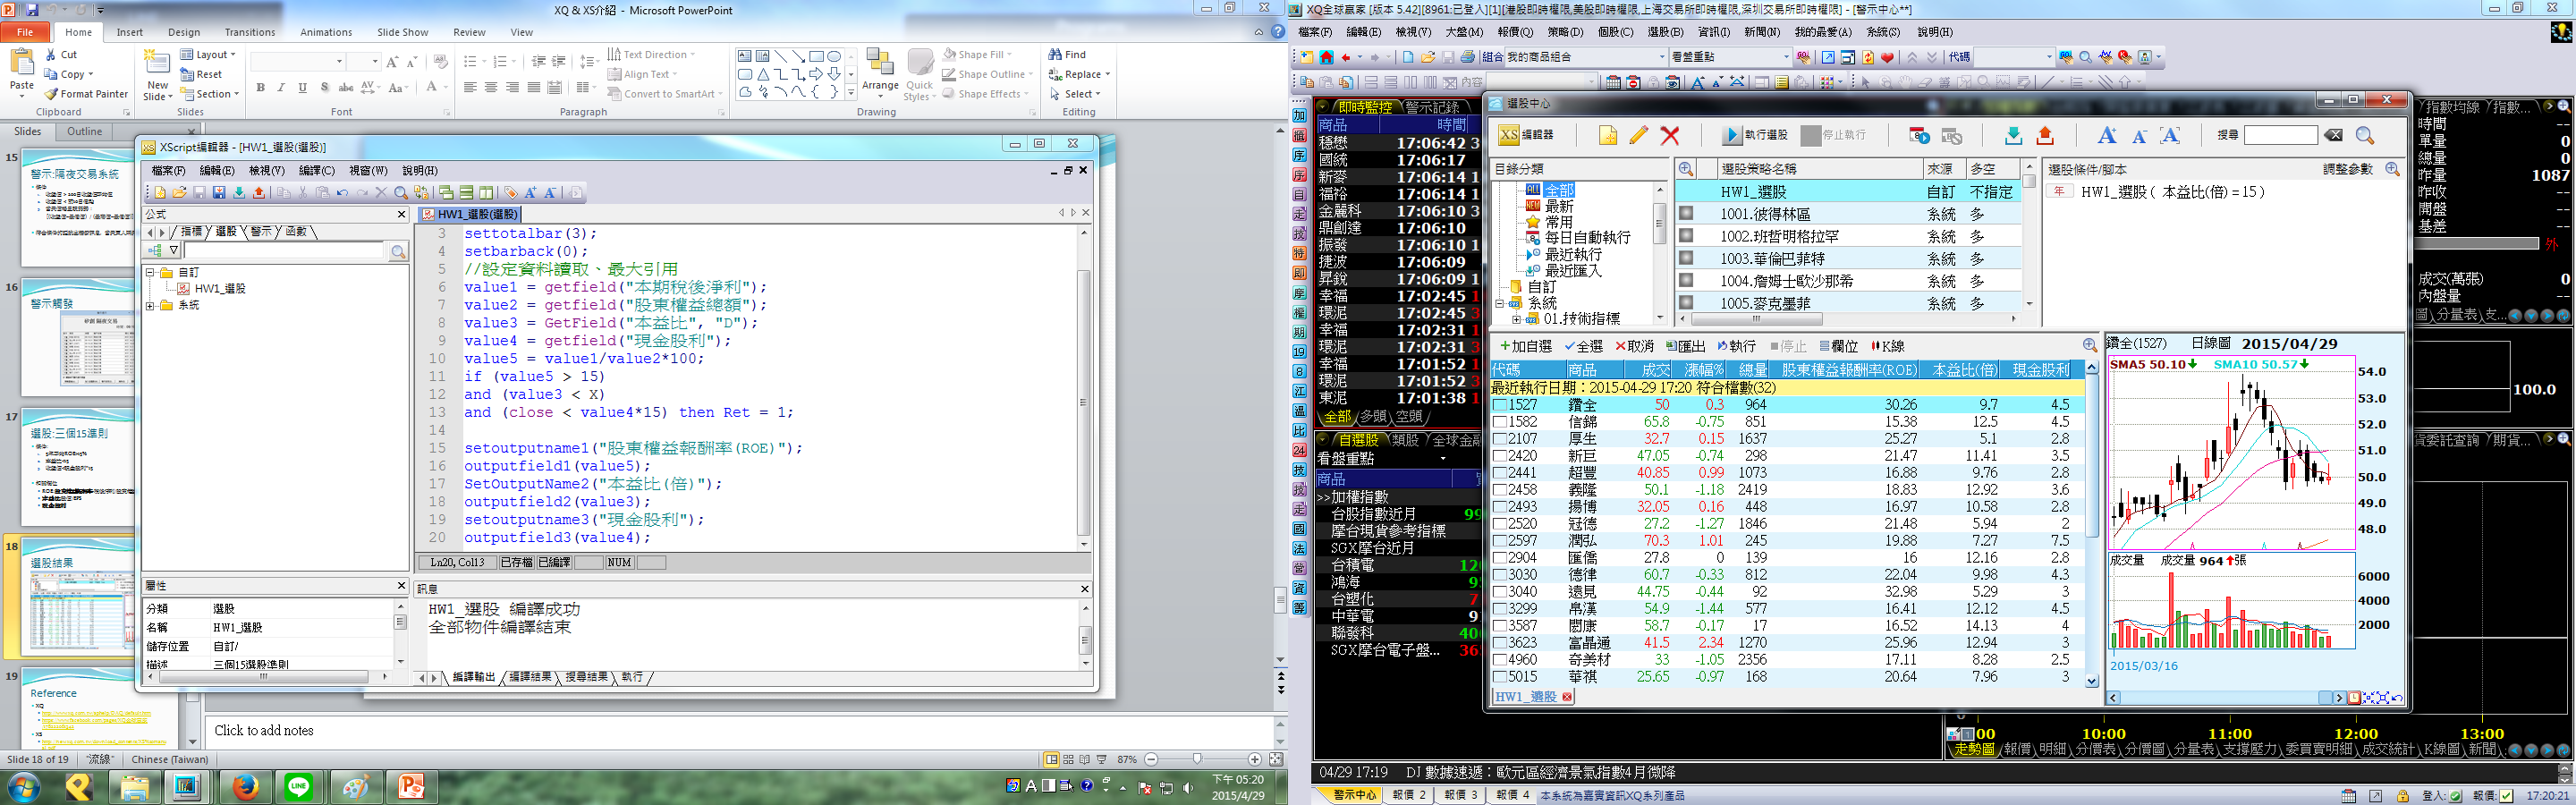 XQ & XS介紹 - Microsoft PowerPoint
File Home Insert Design Transitions Animations Slide Show Review View
Paste Cut Copy Format Painter Clipboard
New Slide Layout Reset Section Slides
Font
Text Direction Align Text Convert to SmartArt Paragraph
Arrange Quick Styles Shape Fill Shape Outline Shape Effects Drawing
Find Replace Select Editing
Slides Outline
15 警示:隔夜交易系統
16 警示觸發
17 選股:三個15準則
18 選股結果
19 Reference
XScript編輯器 - [HW1_選股(選股)]
檔案(F) 編輯(E) 檢視(V) 編譯(C) 視窗(W) 說明(H)
公式
指標 選股 警示 函數
自訂
HW1_選股
系統
HW1_選股(選股)
3 settotalbar(3);
4 setbarback(0);
5 //設定資料讀取、最大引用
6 value1 = getfield("本期稅後淨利");
7 value2 = getfield("股東權益總額");
8 value3 = GetField("本益比", "D");
9 value4 = getfield("現金股利");
10 value5 = value1/value2*100;
11 if (value5 > 15)
12 and (value3 < X)
13 and (close < value4*15) then Ret = 1;
14
15 setoutputname1("股東權益報酬率(ROE)");
16 outputfield1(value5);
17 SetOutputName2("本益比(倍)");
18 outputfield2(value3);
19 setoutputname3("現金股利");
20 outputfield3(value4);
Ln20, Col13 已存檔 已編譯 NUM
屬性
分類 選股
名稱 HW1_選股
儲存位置 自訂/
描述 三個15選股準則
訊息
HW1_選股 編譯成功
全部物件編譯結束
編譯輸出 編譯結果 搜尋結果 執行
Click to add notes
Slide 18 of 19 "流線" Chinese (Taiwan) 87%
下午 05:20
2015/4/29
XQ全球贏家 [版本 5.42][8961:已登入][1][港股即時權限,美股即時權限,上海交易所即時權限,深圳交易所即時權限] - [警示中心**]
檔案(F) 編輯(E) 檢視(V) 大盤(M) 報價(Q) 策略(D) 個股(C) 選股(B) 資訊(I) 新聞(N) 我的最愛(A) 系統(S) 說明(H)
組合 我的商品組合 看盤重點 代碼
內容
即時監控 警示記錄
商品 時間
穩懋 17:06:42 3
國統 17:06:17
新麥 17:06:14 1
福裕 17:06:14 1
金麗科 17:06:10 3
鼎創達 17:06:10
振發 17:06:10 1
捷波 17:06:09
昇銳 17:06:09 1
幸福 17:02:45 1
環泥 17:02:45 3
幸福 17:02:31 1
環泥 17:02:31 3
幸福 17:01:52 1
環泥 17:01:52 3
東泥 17:01:38 1
全部 多頭 空頭
自選股 類股 全球金融
看盤重點
商品
>>加權指數
台股指數近月 99
摩台現貨參考指標
SGX摩台近月
台積電 12
鴻海 9
台塑化 7
中華電 9
聯發科 40
SGX摩台電子盤... 36
選股中心
XS 編輯器 執行選股 停止執行 搜尋
目錄分類
全部
最新
常用
每日自動執行
最近執行
最近匯入
自訂
系統
01.技術指標
選股策略名稱 來源 多空
HW1_選股 自訂 不指定
1001.彼得林區 系統 多
1002.班哲明格拉罕 系統 多
1003.華倫巴菲特 系統 多
1004.詹姆士歐沙那希 系統 多
1005.麥克墨菲 系統 多
選股條件/腳本 調整參數
年 HW1_選股 ( 本益比(倍) = 15 )
加自選 全選 取消 匯出 執行 停止 欄位 K線
代碼 商品 成交 漲幅% 總量 股東權益報酬率(ROE) 本益比(倍) 現金股利
最近執行日期：2015-04-29 17:20 符合檔數(32)
1527 鑽全 50 0.3 964 30.26 9.7 4.5
1582 信錦 65.8 -0.75 851 15.38 12.5 4.5
2107 厚生 32.7 0.15 1637 25.27 5.1 2.8
2420 新巨 47.05 -0.74 298 21.47 11.41 3.5
2441 超豐 40.85 0.99 1073 16.88 9.76 2.8
2458 義隆 50.1 -1.18 2419 18.83 12.92 3.6
2493 揚博 32.05 0.16 448 16.97 10.58 2.8
2520 冠德 27.2 -1.27 1846 21.48 5.94 2
2597 潤弘 70.3 1.01 245 19.88 7.27 7.5
2904 匯僑 27.8 0 139 16 12.16 2.8
3030 德律 60.7 -0.33 812 22.04 9.98 4.3
3040 遠見 44.75 -0.44 92 32.98 5.29 3
3299 帛漢 54.9 -1.44 577 16.41 12.12 4.5
3587 閎康 58.7 -0.17 17 16.52 14.13 4
3623 富晶通 41.5 2.34 1270 25.96 12.94 3
4960 奇美材 33 -1.05 2356 17.11 8.28 2.5
5015 華祺 25.65 -0.97 168 20.64 7.96 3
HW1_選股
鑽全(1527) 日線圖 2015/04/29
SMA5 50.10 SMA10 50.57
54.0
53.0
52.0
51.0
50.0
49.0
48.0
成交量 成交量 964 張
6000
4000
2000
2015/03/16
指數均線 指數...
時間 --
單量 0
總量 0
昨量 1087
昨收 --
開盤 --
基差 --
外
成交(萬張) 0
內盤量 --
圖 分量表 支...
100.0
貨委託查詢 期貨...
:00 10:00 11:00 12:00 13:00
走勢圖 報價 明細 分價表 分價圖 分量表 支撐壓力 委買賣明細 成交統計 K線圖 新聞
04/29 17:19 DJ 數據速遞：歐元區經濟景氣指數4月微降
警示中心 報價 2 報價 3 報價 4 本系統為嘉實資訊XQ系列產品
登入: 報價: 17:20:21